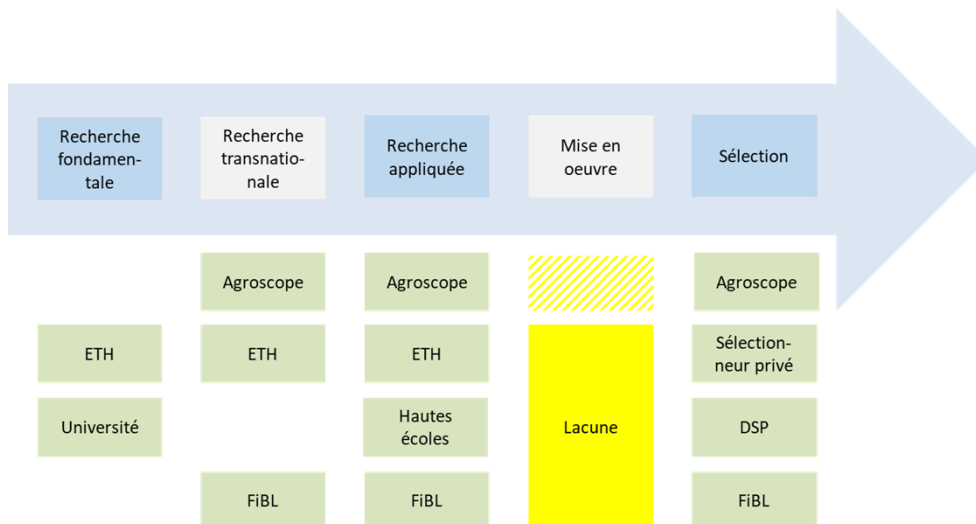 Recherche
fondamen-
tale
Recherche
transnatio-
nale
Recherche
appliquée
Mise en
oeuvre
Sélection
Agroscope
Agroscope
Agroscope
ETH
ETH
ETH
Sélection-
neur privé
Université
Hautes
écoles
Lacune
DSP
FiBL
FiBL
FiBL